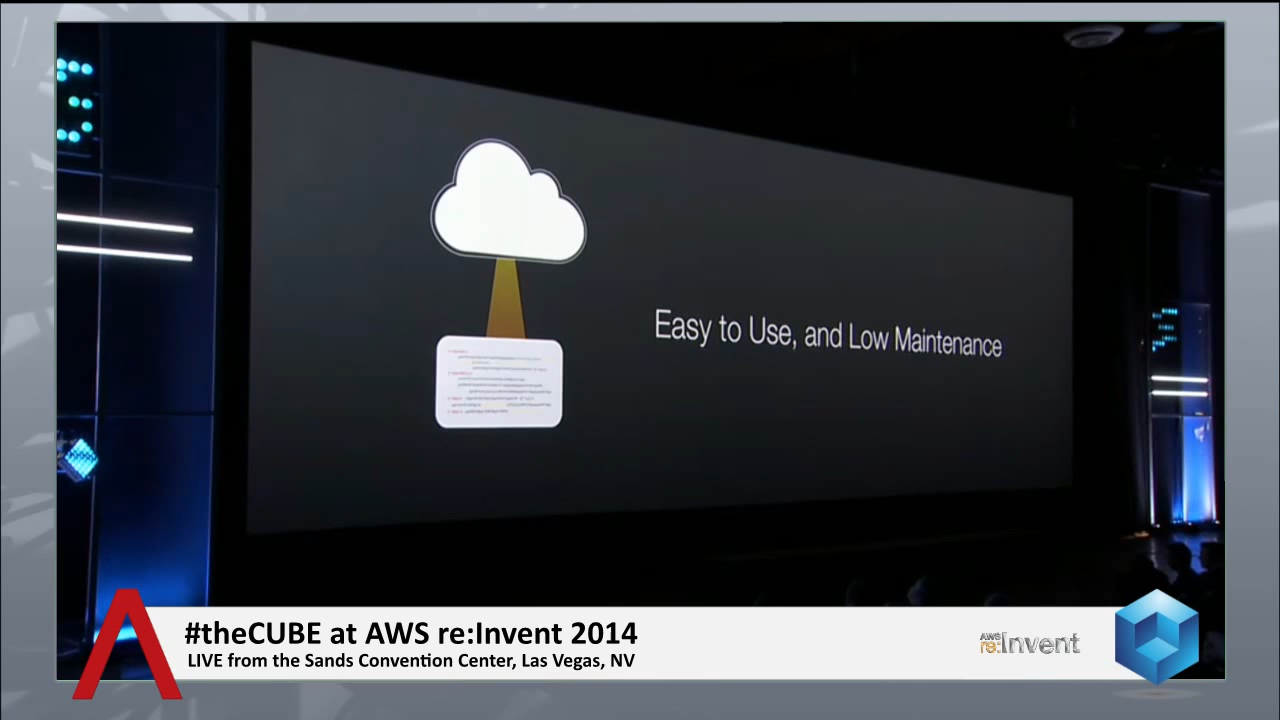 Easy to Use, and Low Maintenance
#theCUBE at AWS re:Invent 2014
LIVE from the Sands Convention Center, Las Vegas, NV
AWS
re:Invent